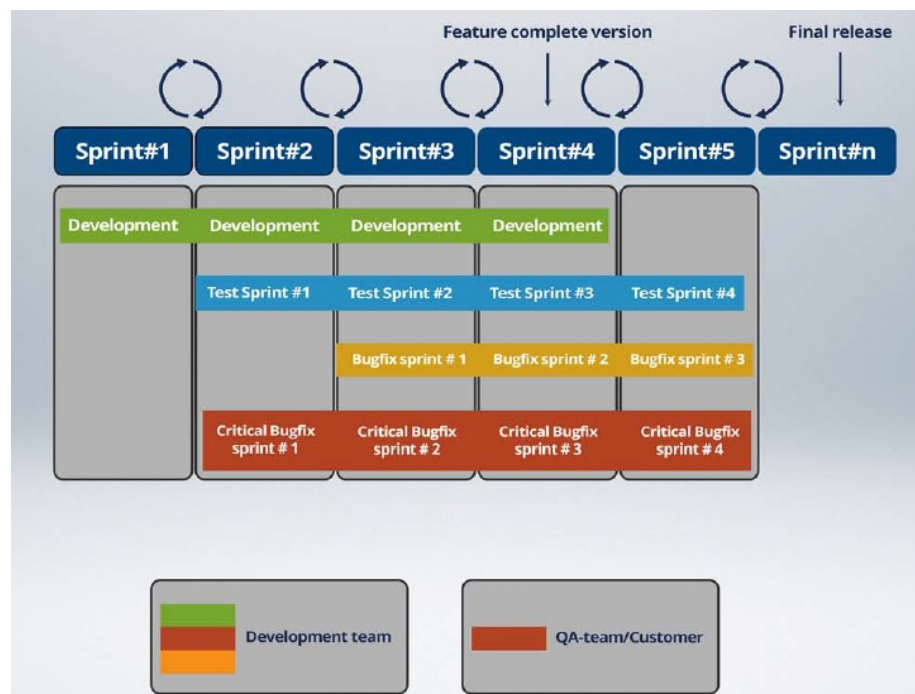 Feature complete version
Final release
Sprint#1
Sprint#2
Sprint#3
Sprint#4
Sprint#5
Sprint#n
Development
Development
Development
Development
Test Sprint #1
Test Sprint #2
Test Sprint #3
Test Sprint #4
Bugfix sprint # 1
Bugfix sprint # 2
Bugfix sprint # 3
Critical Bugfix
sprint # 1
Critical Bugfix
sprint # 2
Critical Bugfix
sprint # 3
Critical Bugfix
sprint # 4
Development team
QA-team/Customer